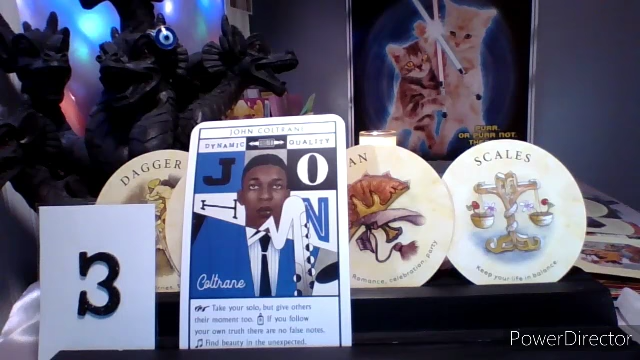 PURR
OR PURR NOT.
JOHN COLTRANE
DYNAMIC QUALITY
J O
H N
Coltrane
Take your solo, but give others
their moment too. If you follow
your own truth there are no false notes.
Find beauty in the unexpected.
DAGGER
AN
Romance, celebration, party
SCALES
Keep your life in balance
3
PowerDirector